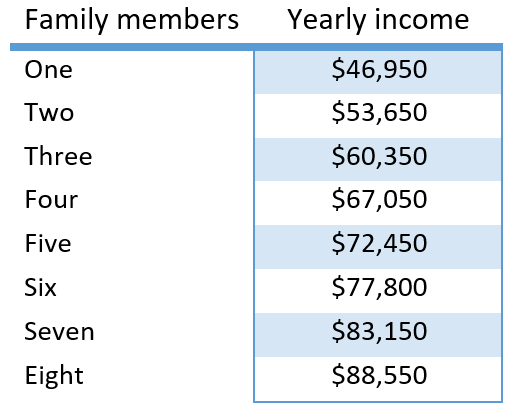 Family members Yearly income
One $46,950
Two $53,650
Three $60,350
Four $67,050
Five $72,450
Six $77,800
Seven $83,150
Eight $88,550